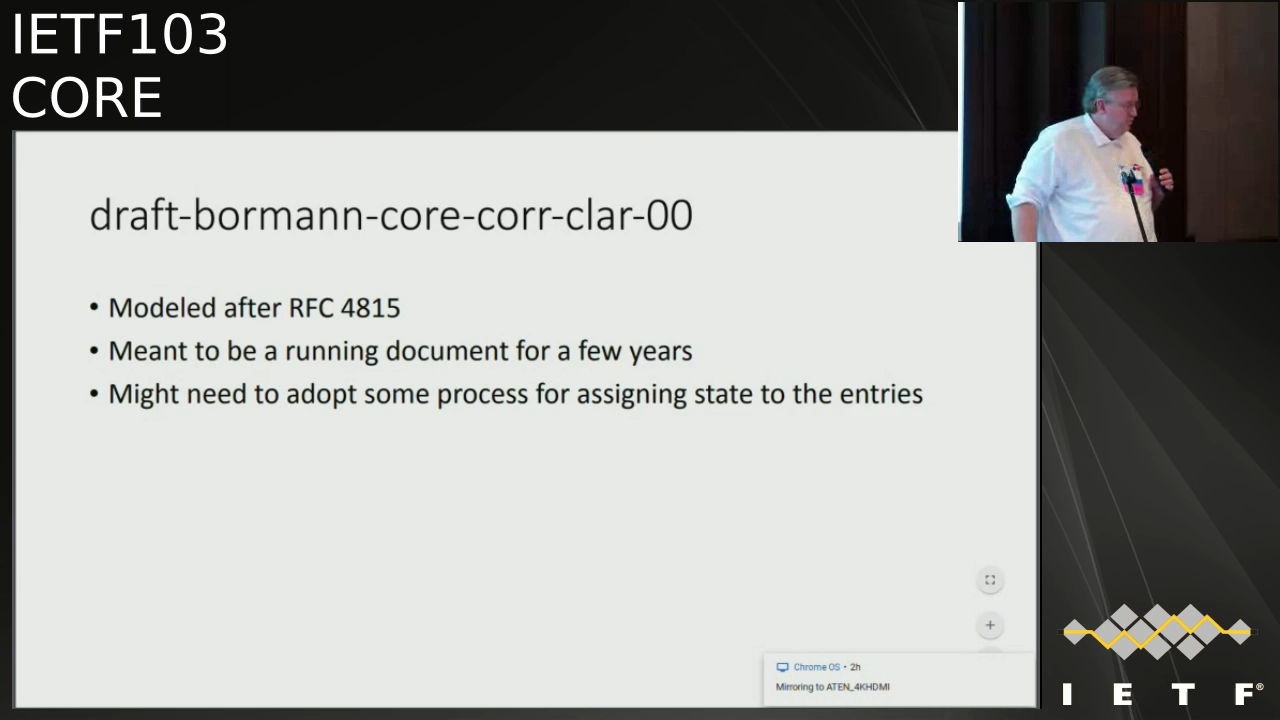 IETF103
CORE
draft-bormann-core-corr-clar-00
• Modeled after RFC 4815
• Meant to be a running document for a few years
• Might need to adopt some process for assigning state to the entries
Chrome OS • 2h
Mirroring to ATEN_4KHDMI
I E T F®